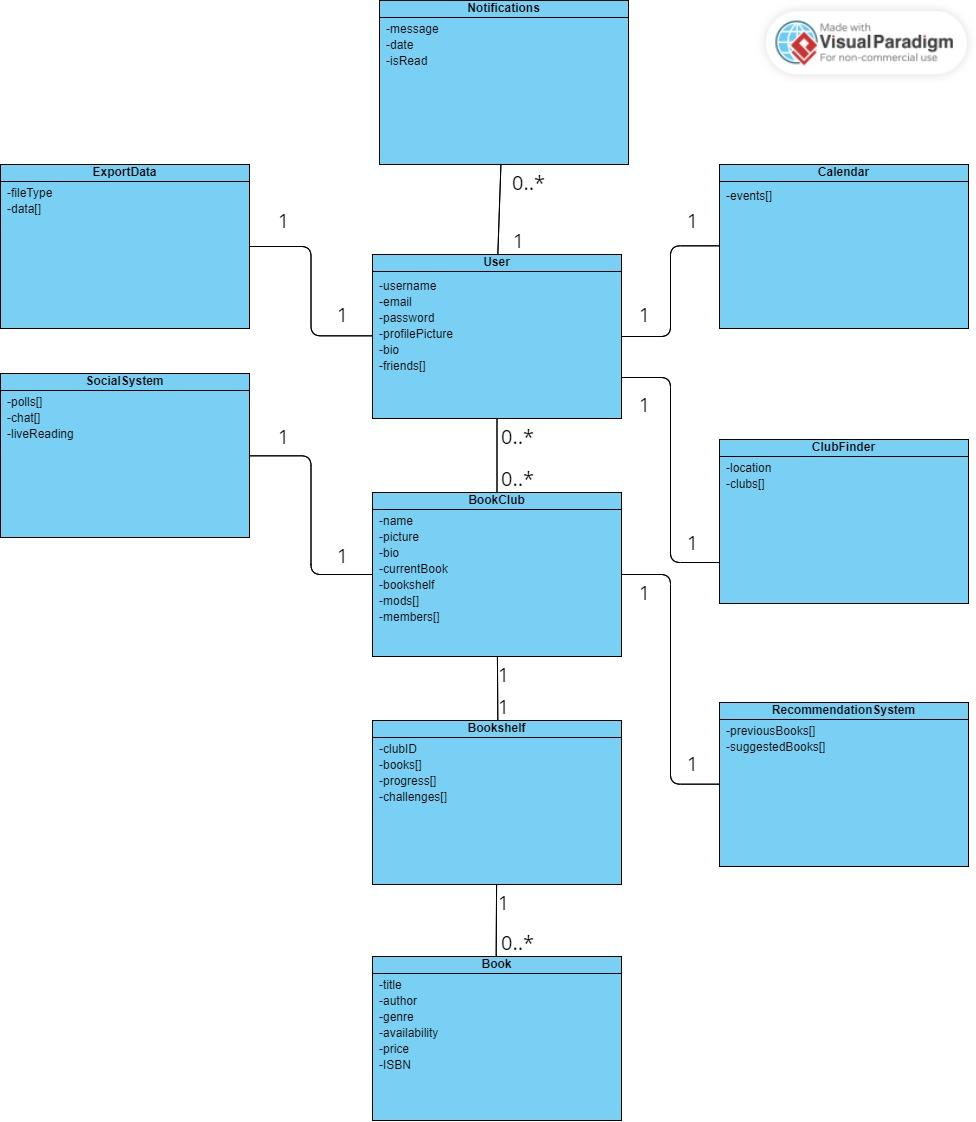 Notifications
-message
-date
-isRead
Made with
Visual Paradigm
For non-commercial use
0..*
1
ExportData
-fileType
-data[]
1
1
Calendar
-events[]
1
1
User
-username
-email
-password
-profilePicture
-bio
-friends[]
1
1
0..*
0..*
SocialSystem
-polls[]
-chat[]
-liveReading
1
1
ClubFinder
-location
-clubs[]
BookClub
-name
-picture
-bio
-currentBook
-bookshelf
-mods[]
-members[]
1
1
1
1
Bookshelf
-clubID
-books[]
-progress[]
-challenges[]
RecommendationSystem
-previousBooks[]
-suggestedBooks[]
1
0..*
Book
-title
-author
-genre
-availability
-price
-ISBN